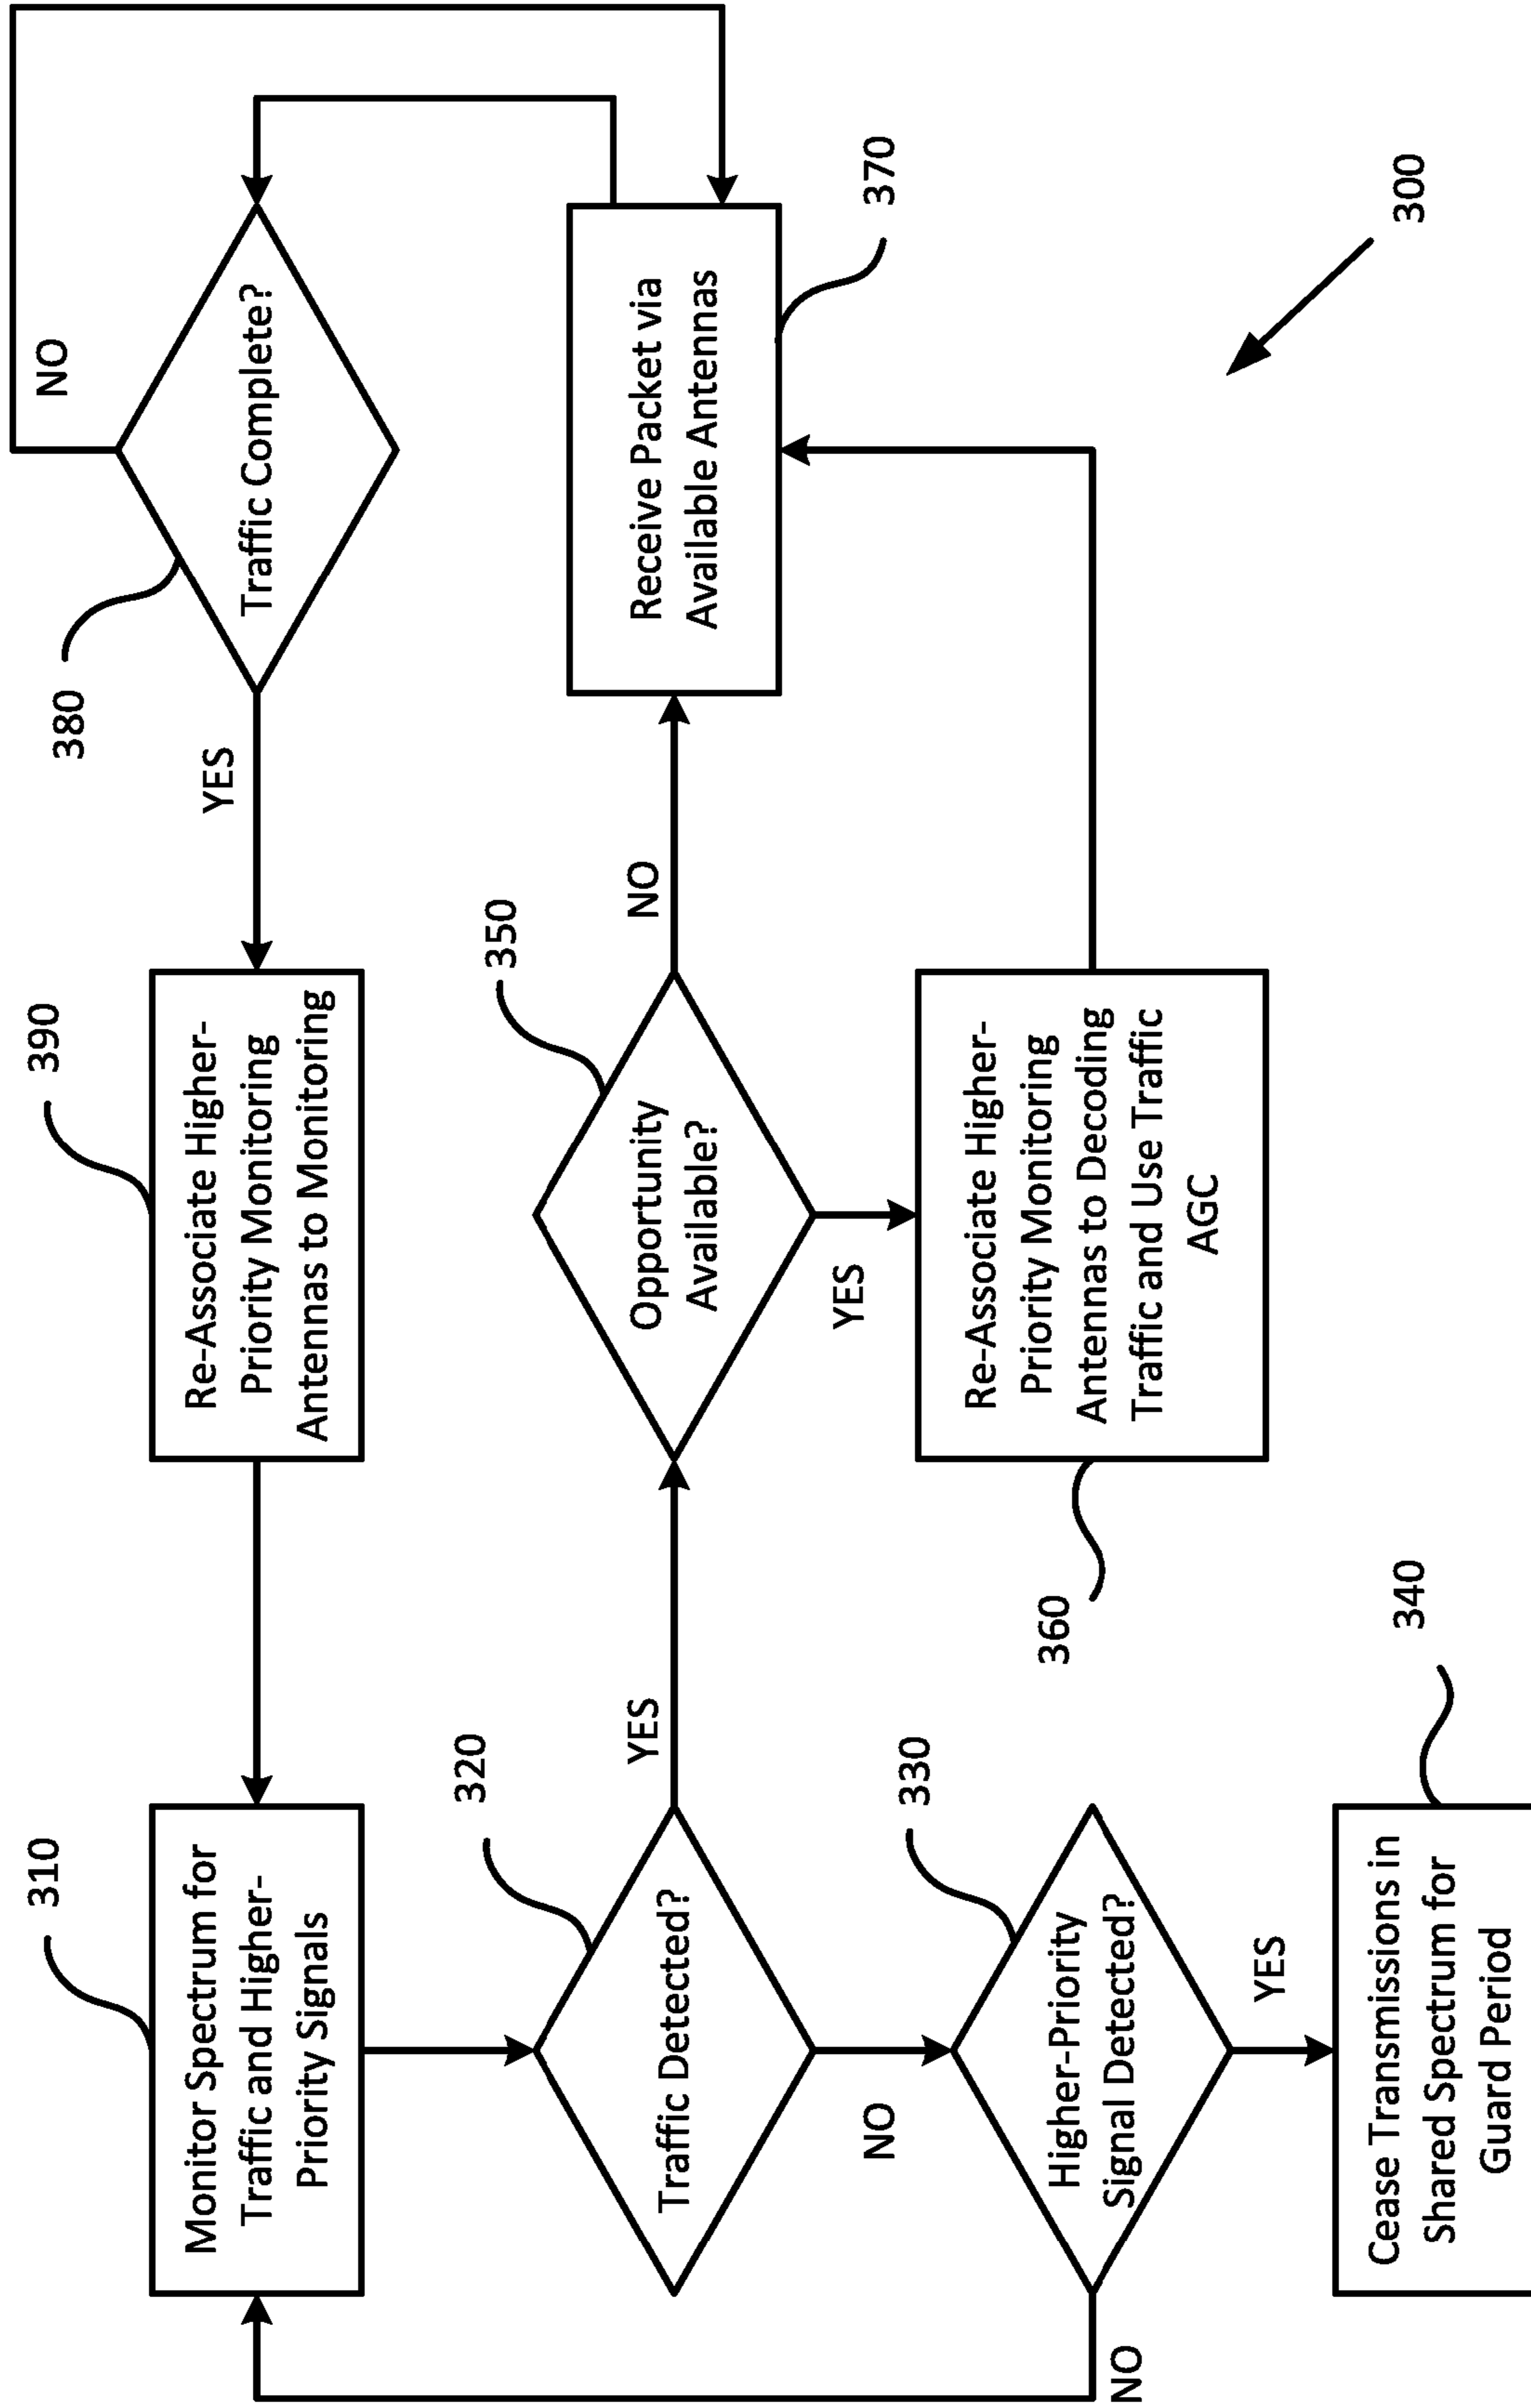 310
Monitor Spectrum for
Traffic and Higher-
Priority Signals
390
Re-Associate Higher-
Priority Monitoring
Antennas to Monitoring
YES
380
Traffic Complete?
NO
320
Traffic Detected?
YES
350
Opportunity
Available?
NO
Receive Packet via
Available Antennas
370
NO
330
Higher-Priority
Signal Detected?
NO
YES
YES
360
Re-Associate Higher-
Priority Monitoring
Antennas to Decoding
Traffic and Use Traffic
AGC
340
Cease Transmissions in
Shared Spectrum for
Guard Period
300